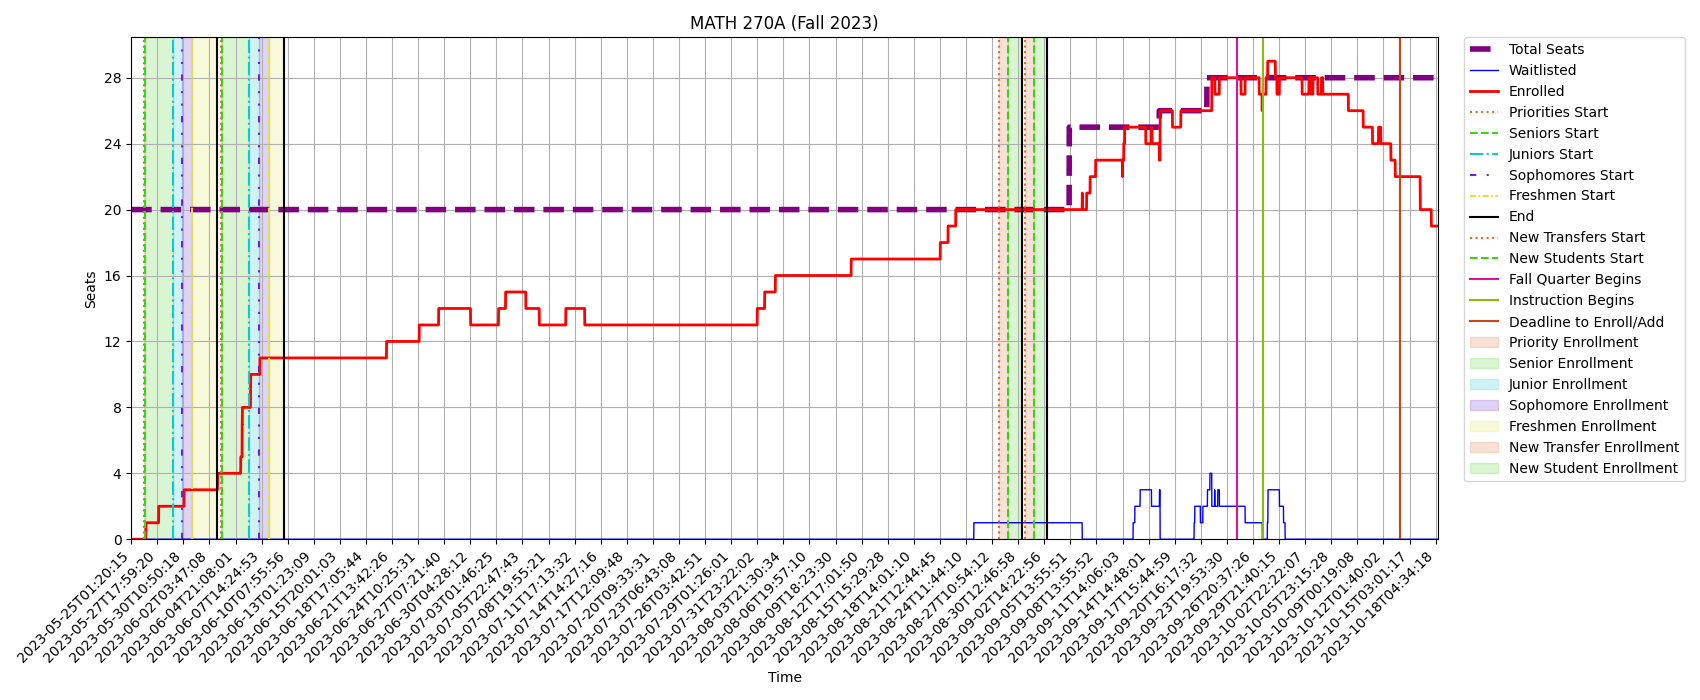 MATH 270A (Fall 2023)
Seats
28
24
20
16
12
8
4
0
2023-05-25T01:20:15
2023-05-27T17:59:20
2023-05-30T10:50:18
2023-06-02T03:47:08
2023-06-04T21:08:01
2023-06-07T14:24:53
2023-06-10T07:55:56
2023-06-13T01:23:09
2023-06-15T20:01:03
2023-06-18T17:05:44
2023-06-21T13:42:26
2023-06-24T10:25:31
2023-06-27T07:21:40
2023-06-30T04:28:12
2023-07-03T01:46:25
2023-07-05T22:47:43
2023-07-08T19:55:21
2023-07-11T17:13:32
2023-07-14T14:27:16
2023-07-17T12:09:48
2023-07-20T09:33:31
2023-07-23T06:43:08
2023-07-26T03:42:51
2023-07-29T01:26:01
2023-07-31T23:22:02
2023-08-03T21:30:34
2023-08-06T19:57:10
2023-08-09T18:23:30
2023-08-12T17:01:50
2023-08-15T15:29:28
2023-08-18T14:01:10
2023-08-21T12:44:45
2023-08-24T11:44:10
2023-08-27T10:54:12
2023-08-30T12:46:58
2023-09-02T14:22:56
2023-09-05T13:55:51
2023-09-08T13:55:52
2023-09-11T14:06:03
2023-09-14T14:48:01
2023-09-17T15:44:59
2023-09-20T16:17:32
2023-09-23T19:53:30
2023-09-26T20:37:26
2023-09-29T21:40:15
2023-10-02T22:22:07
2023-10-05T23:15:28
2023-10-09T00:19:08
2023-10-12T01:40:02
2023-10-15T03:01:17
2023-10-18T04:34:18
Time
Total Seats
Waitlisted
Enrolled
Priorities Start
Seniors Start
Juniors Start
Sophomores Start
Freshmen Start
End
New Transfers Start
New Students Start
Fall Quarter Begins
Instruction Begins
Deadline to Enroll/Add
Priority Enrollment
Senior Enrollment
Junior Enrollment
Sophomore Enrollment
Freshmen Enrollment
New Transfer Enrollment
New Student Enrollment